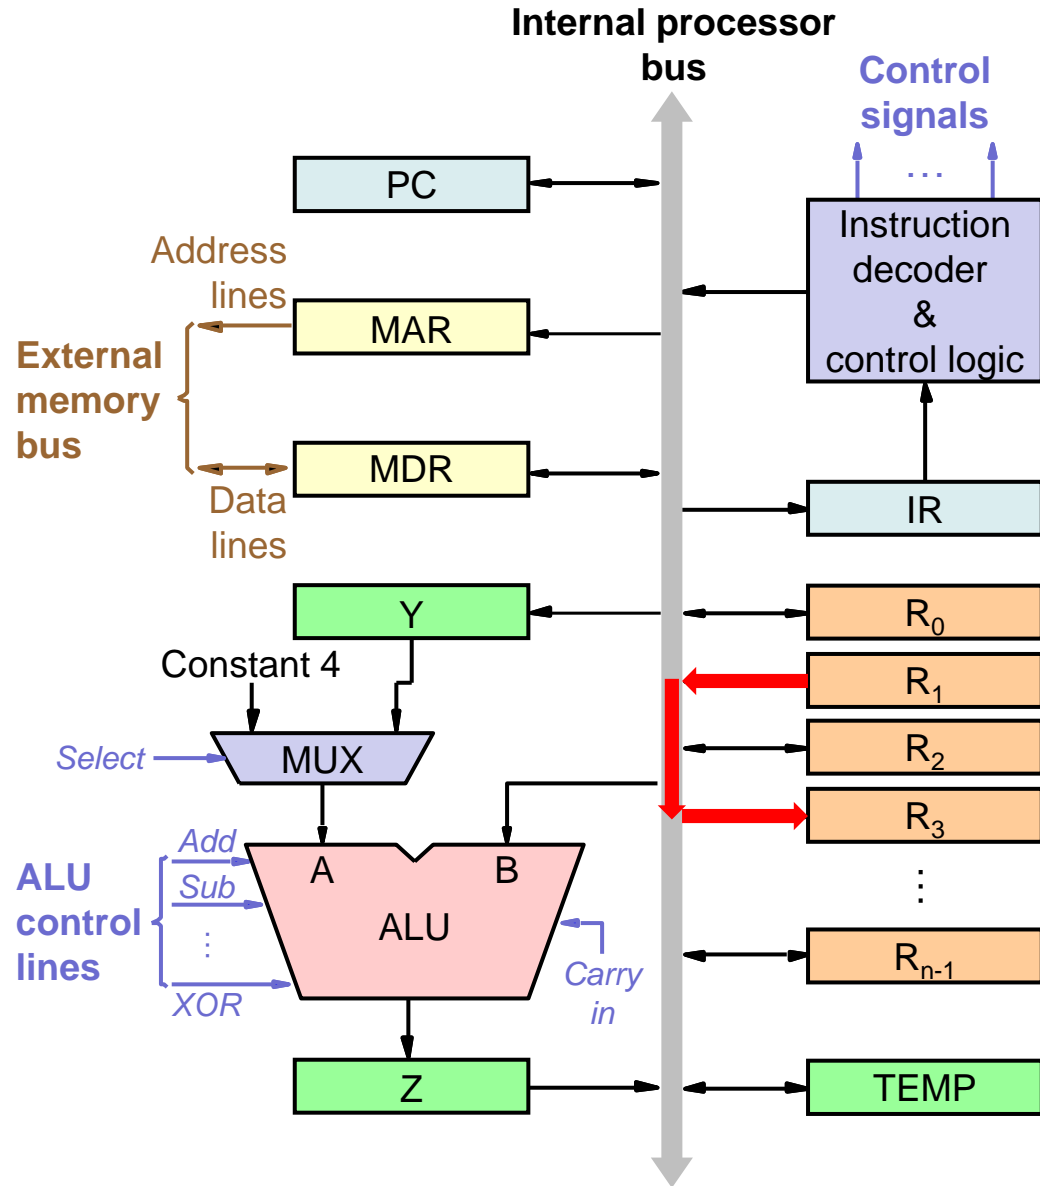 Internal processor
bus
Control
signals
...
PC
Instruction
decoder
&
control logic
Address
lines
MAR
External
memory
bus
MDR
Data
lines
IR
Y
R0
Constant 4
R1
Select
MUX
R2
Add
R3
A
B
ALU
control
lines
Sub
⋮
ALU
⋮
XOR
Carry
in
Rn-1
Z
TEMP